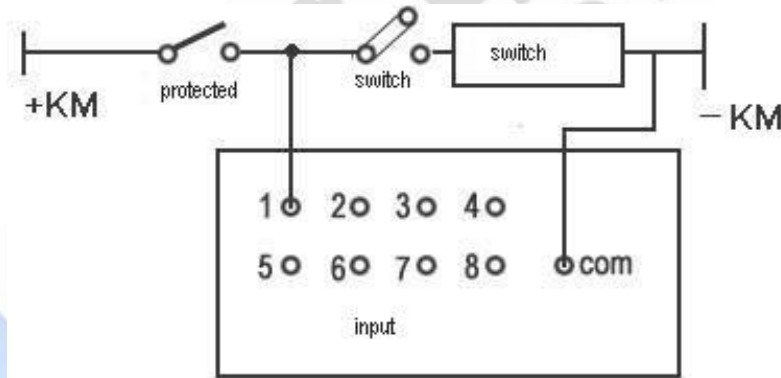 protected
switch
switch
+KM
– KM
1 2 3 4
5 6 7 8 com
input